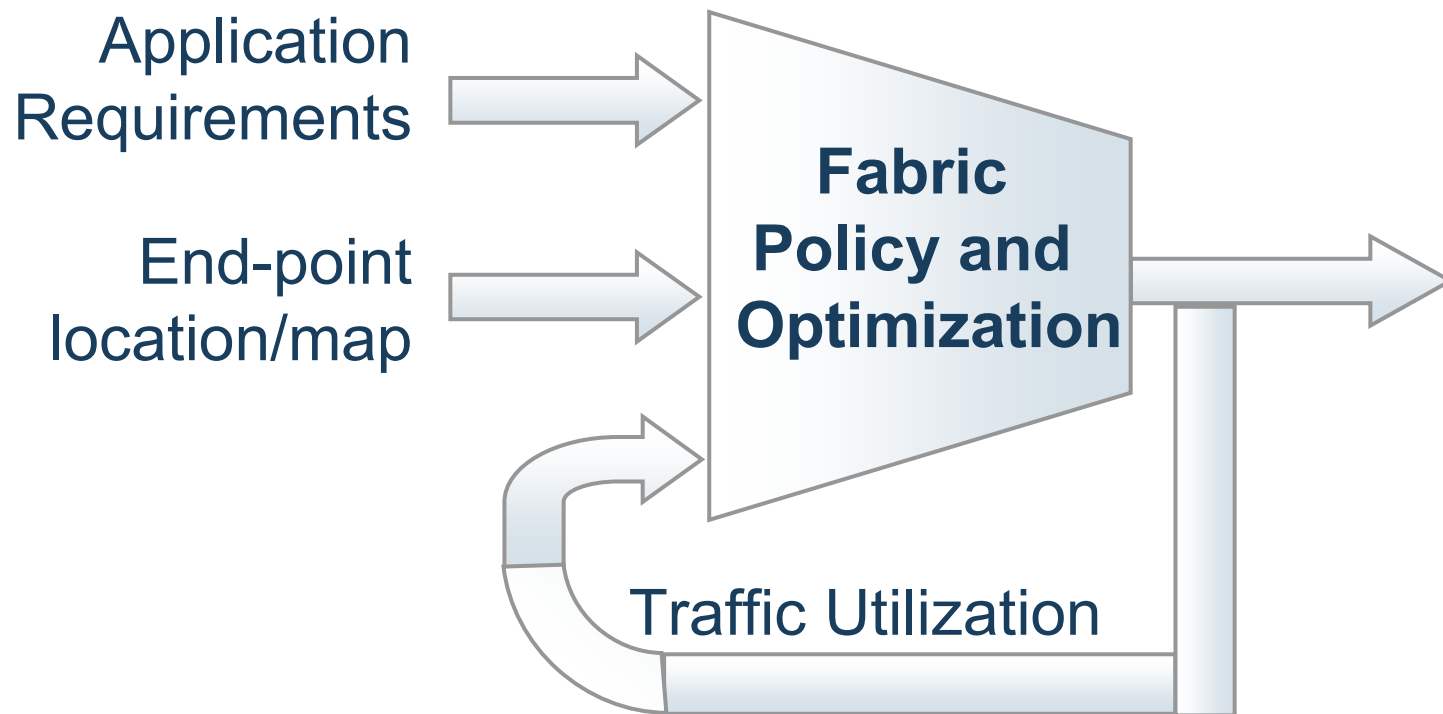 Application
Requirements
End-point
location/map
Fabric
Policy and
Optimization
Traffic Utilization